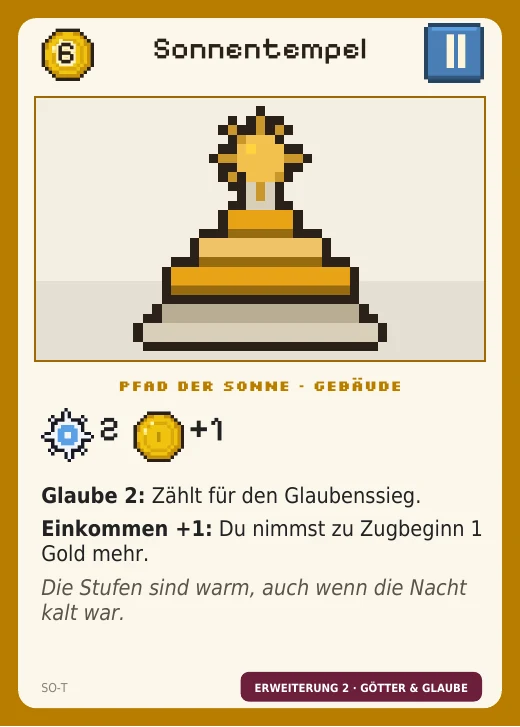 6
Sonnentempel
II
PFAD DER SONNE · GEBÄUDE
2
+1
Glaube 2: Zählt für den Glaubenssieg.
Einkommen +1: Du nimmst zu Zugbeginn 1
Gold mehr.
Die Stufen sind warm, auch wenn die Nacht
kalt war.
SO-T
ERWEITERUNG 2 · GÖTTER & GLAUBE